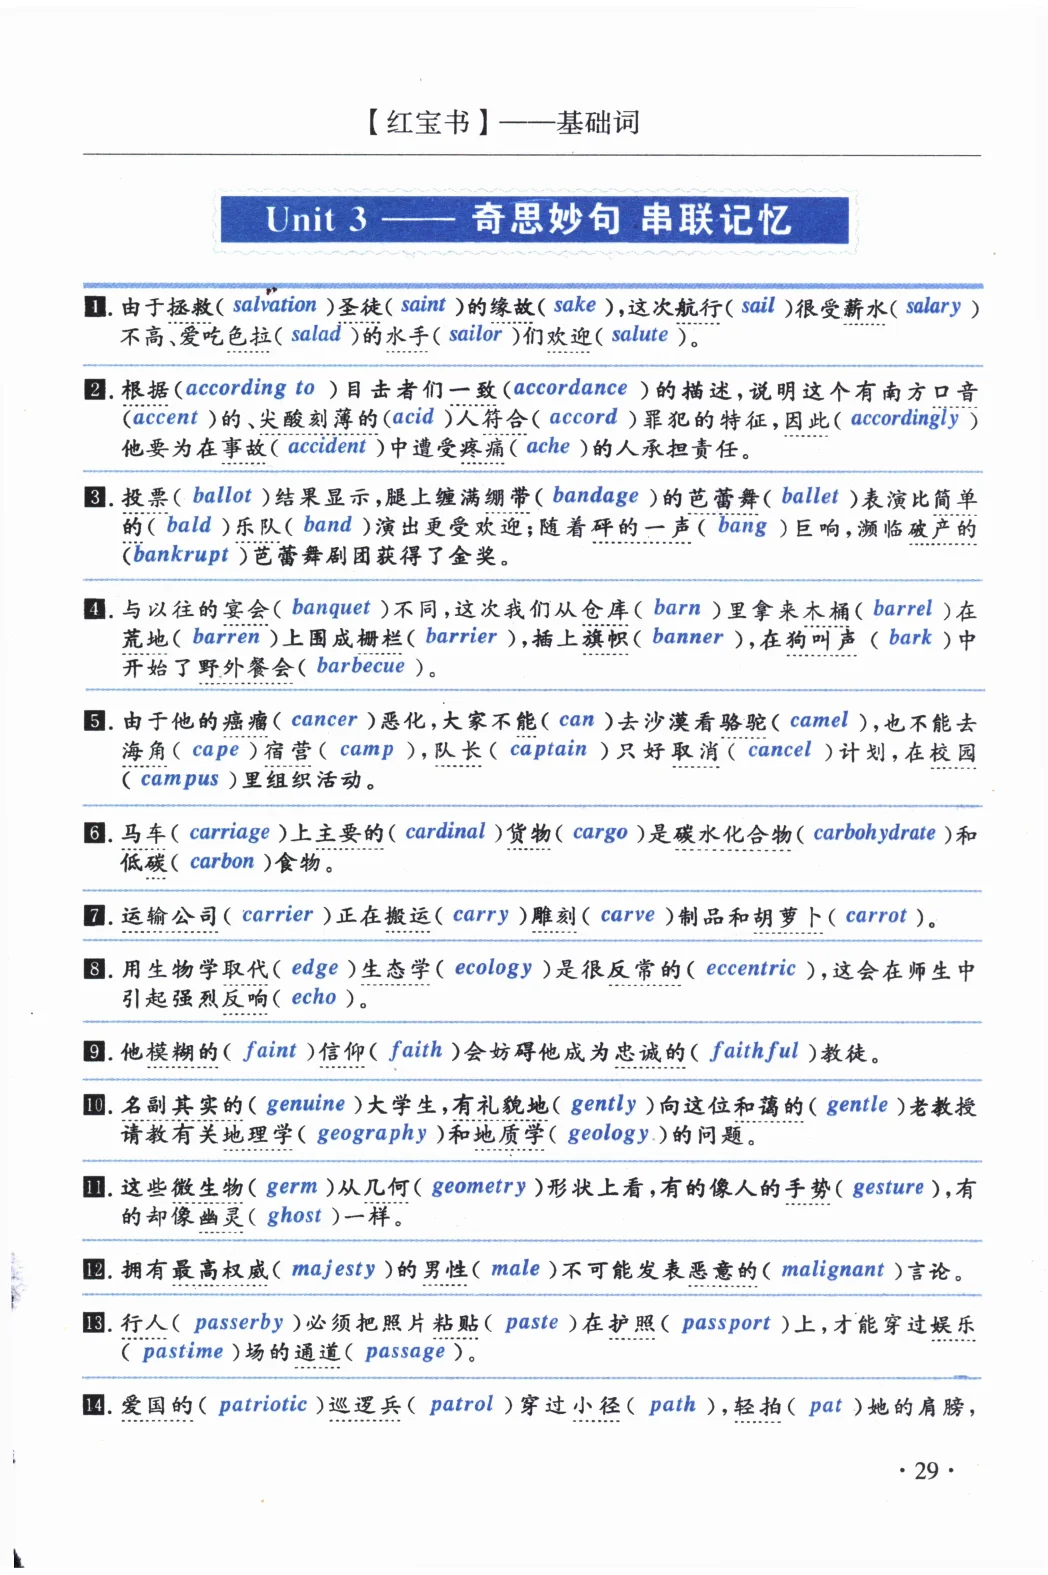 【红宝书】——基础词
Unit 3 —— 奇思妙句 串联记忆
1. 由于拯救( salvation )圣徒( saint )的缘故( sake ),这次航行( sail )很受薪水( salary )
不高、爱吃色拉( salad )的水手( sailor )们欢迎( salute )。
2. 根据(according to )目击者们一致(accordance )的描述,说明这个有南方口音
(accent )的、尖酸刻薄的(acid )人符合( accord )罪犯的特征,因此( accordingly )
他要为在事故( accident )中遭受疼痛( ache )的人承担责任。
3. 投票( ballot )结果显示,腿上缠满绷带( bandage )的芭蕾舞( ballet )表演比简单
的( bald )乐队( band )演出更受欢迎;随着砰的一声( bang )巨响,濒临破产的
(bankrupt )芭蕾舞剧团获得了金奖。
4. 与以往的宴会( banquet )不同,这次我们从仓库( barn )里拿来木桶( barrel )在
荒地( barren )上围成栅栏( barrier ),插上旗帜( banner ),在狗叫声 ( bark )中
开始了野外餐会( barbecue )。
5. 由于他的癌瘤( cancer )恶化,大家不能( can )去沙漠看骆驼( camel ),也不能去
海角( cape )宿营( camp ),队长( captain )只好取消( cancel )计划,在校园
( campus )里组织活动。
6. 马车( carriage )上主要的( cardinal )货物( cargo )是碳水化合物( carbohydrate )和
低碳( carbon )食物。
7. 运输公司( carrier )正在搬运( carry )雕刻( carve )制品和胡萝卜( carrot )。
8. 用生物学取代( edge )生态学( ecology )是很反常的( eccentric ),这会在师生中
引起强烈反响( echo )。
9. 他模糊的( faint )信仰( faith )会妨碍他成为忠诚的( faithful )教徒。
10. 名副其实的( genuine )大学生,有礼貌地( gently )向这位和蔼的( gentle )老教授
请教有关地理学( geography )和地质学( geology )的问题。
11. 这些微生物( germ )从几何( geometry )形状上看,有的像人的手势( gesture ),有
的却像幽灵( ghost )一样。
12. 拥有最高权威( majesty )的男性( male )不可能发表恶意的( malignant )言论。
13. 行人( passerby )必须把照片粘贴( paste )在护照( passport )上,才能穿过娱乐
( pastime )场的通道( passage )。
14. 爱国的( patriotic )巡逻兵( patrol )穿过小径( path ),轻拍( pat )她的肩膀,
· 29 ·